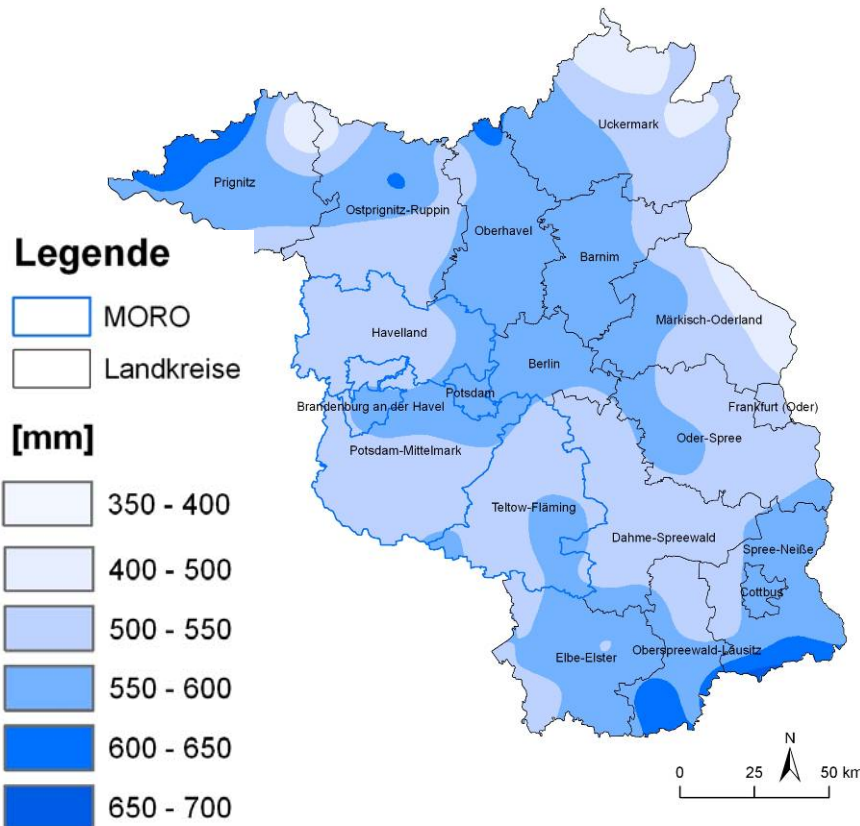 Uckermark
Prignitz
Ostprignitz-Ruppin
Oberhavel
Barnim
Legende
MORO
Landkreise
[mm]
350 - 400
400 - 500
500 - 550
550 - 600
600 - 650
650 - 700
Havelland
Märkisch-Oderland
Berlin
Potsdam
Brandenburg an der Havel
Frankfurt (Oder)
Oder-Spree
Potsdam-Mittelmark
Teltow-Fläming
Dahme-Spreewald
Spree-Neiße
Cottbus
Elbe-Elster
Oberspreewald-Lausitz
N
0 25 50 km